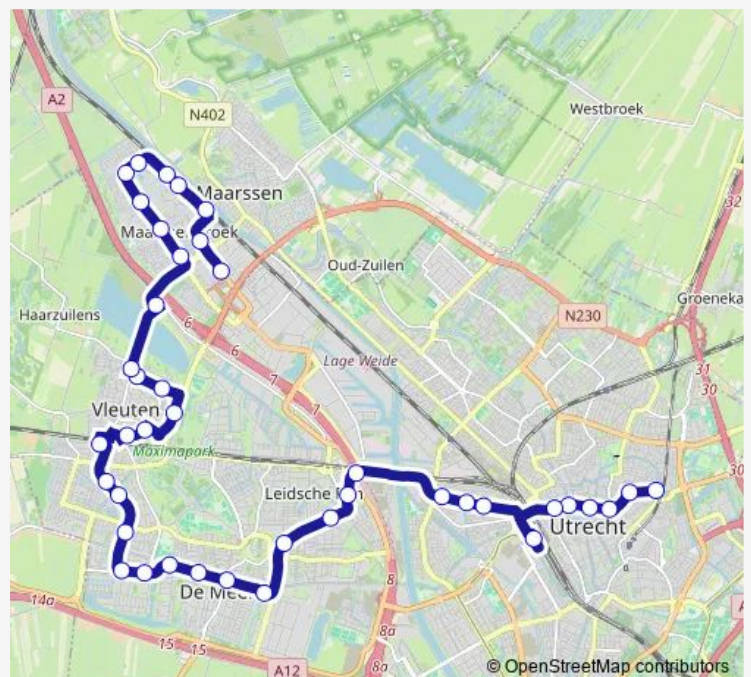 A2
N402
Westbroek
32
Maarssen
Oud-Zuilen
Groeneka
Haarzuilens
N230
6
6
Lage Weide
31
30
7
7
Vleuten
Máximapark
30
Leidsche
Utrecht
8
De Mee
14a
15
15
A12
8a
8a
© OpenStreetMap contributors